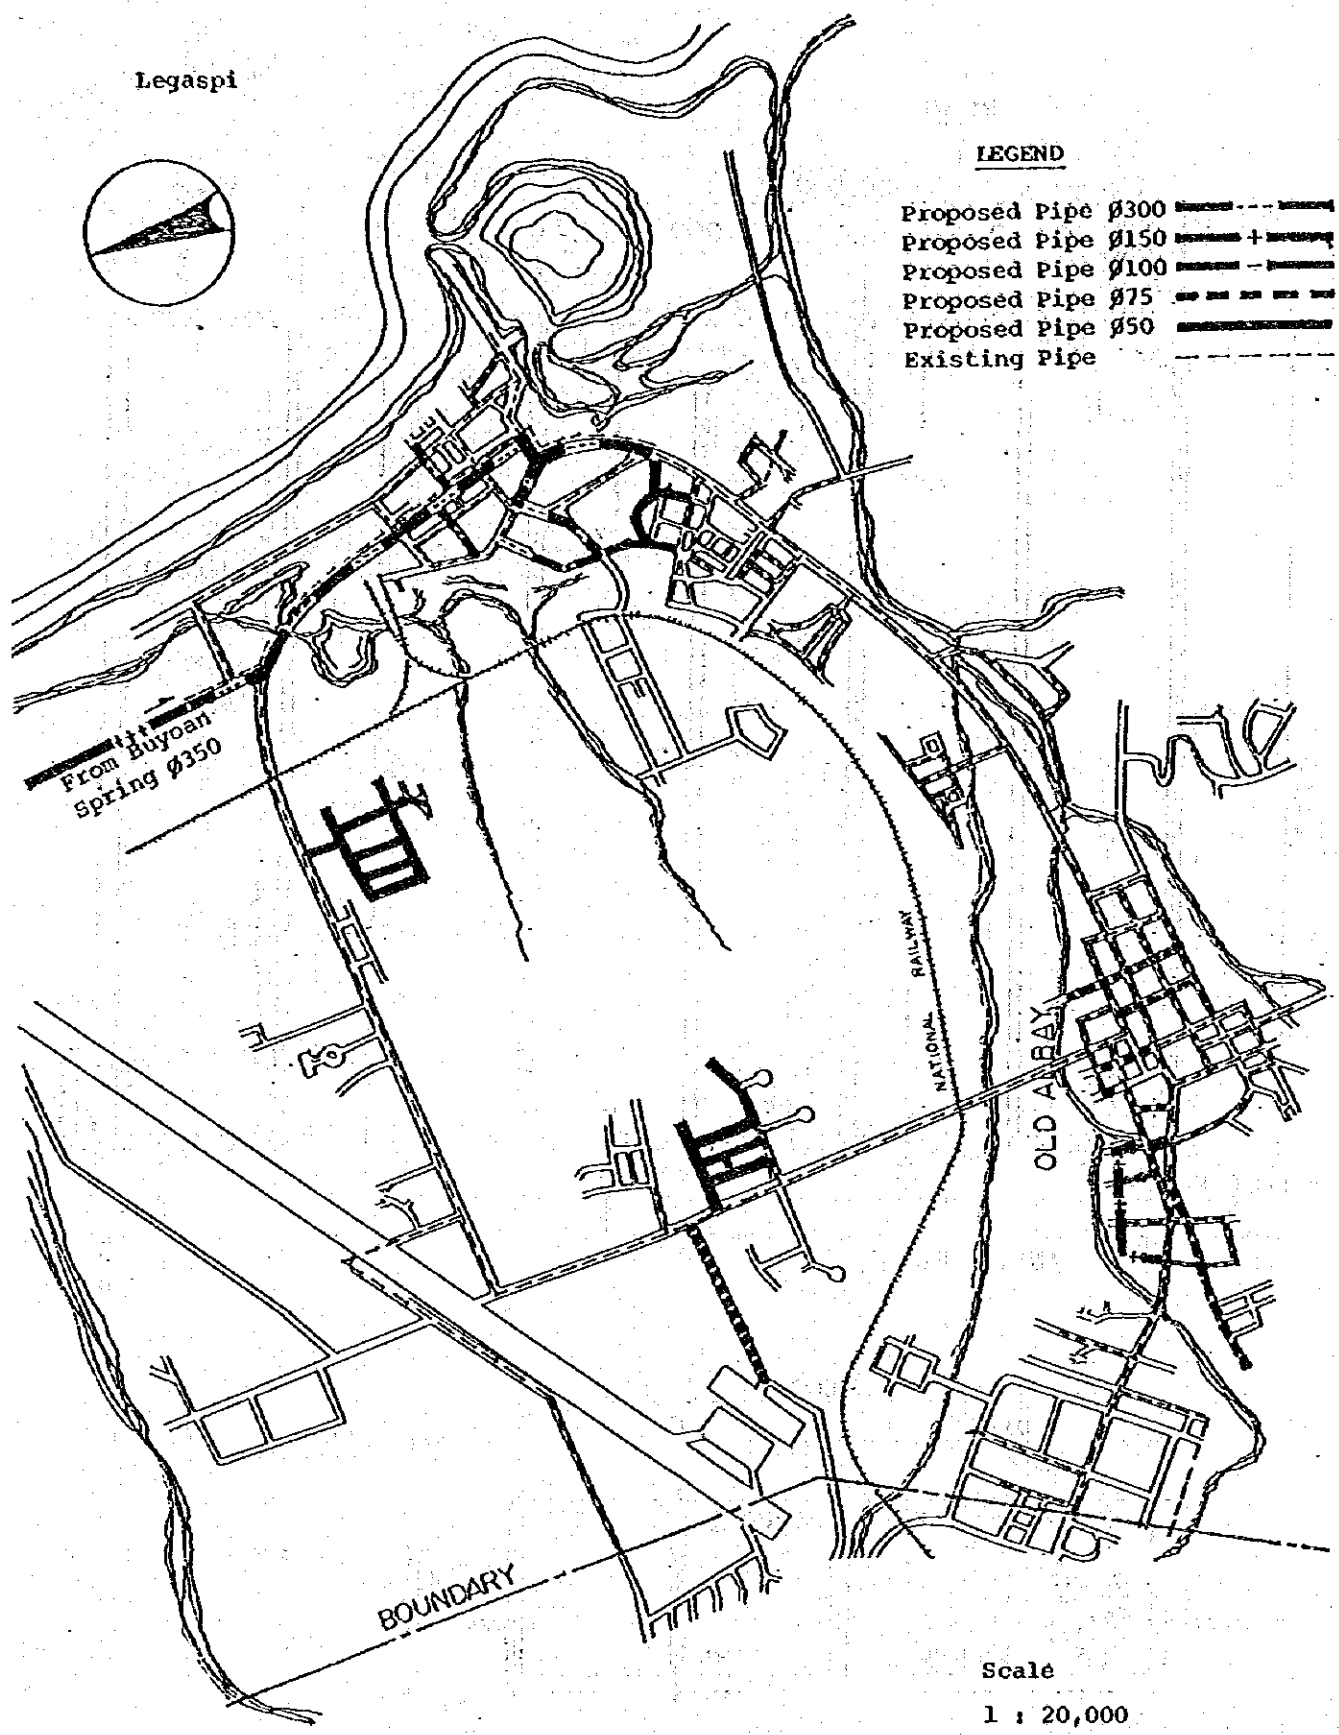 Legaspi
LEGEND
Proposed Pipe Ø300
Proposed Pipe Ø150
Proposed Pipe Ø100
Proposed Pipe Ø75
Proposed Pipe Ø50
Existing Pipe
From Buyoan
Spring Ø350
NATIONAL RAILWAY
OLD ALBAY
BOUNDARY
Scale
1 : 20,000